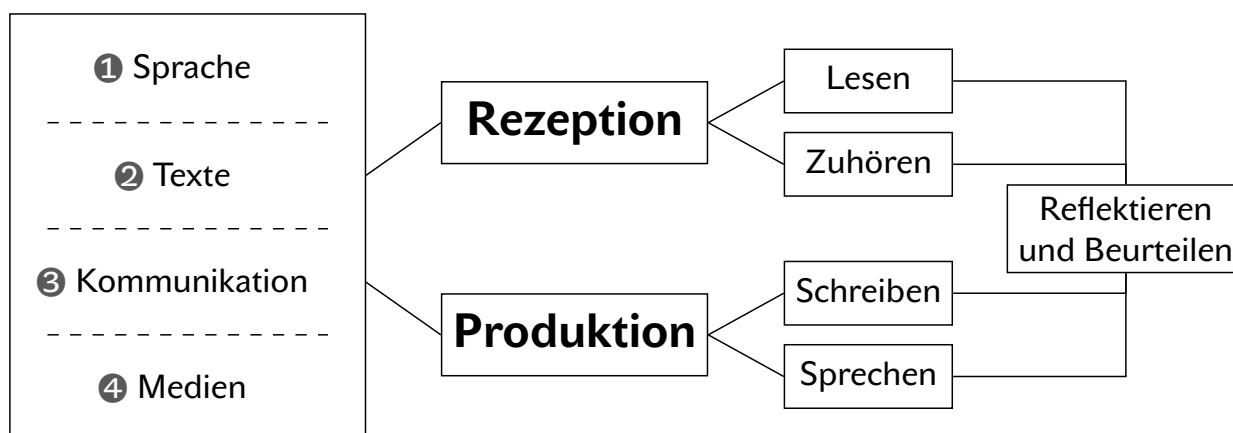 ❶ Sprache
❷ Texte
❸ Kommunikation
❹ Medien
Rezeption
Produktion
Lesen
Zuhören
Schreiben
Sprechen
Reflektieren
und Beurteilen